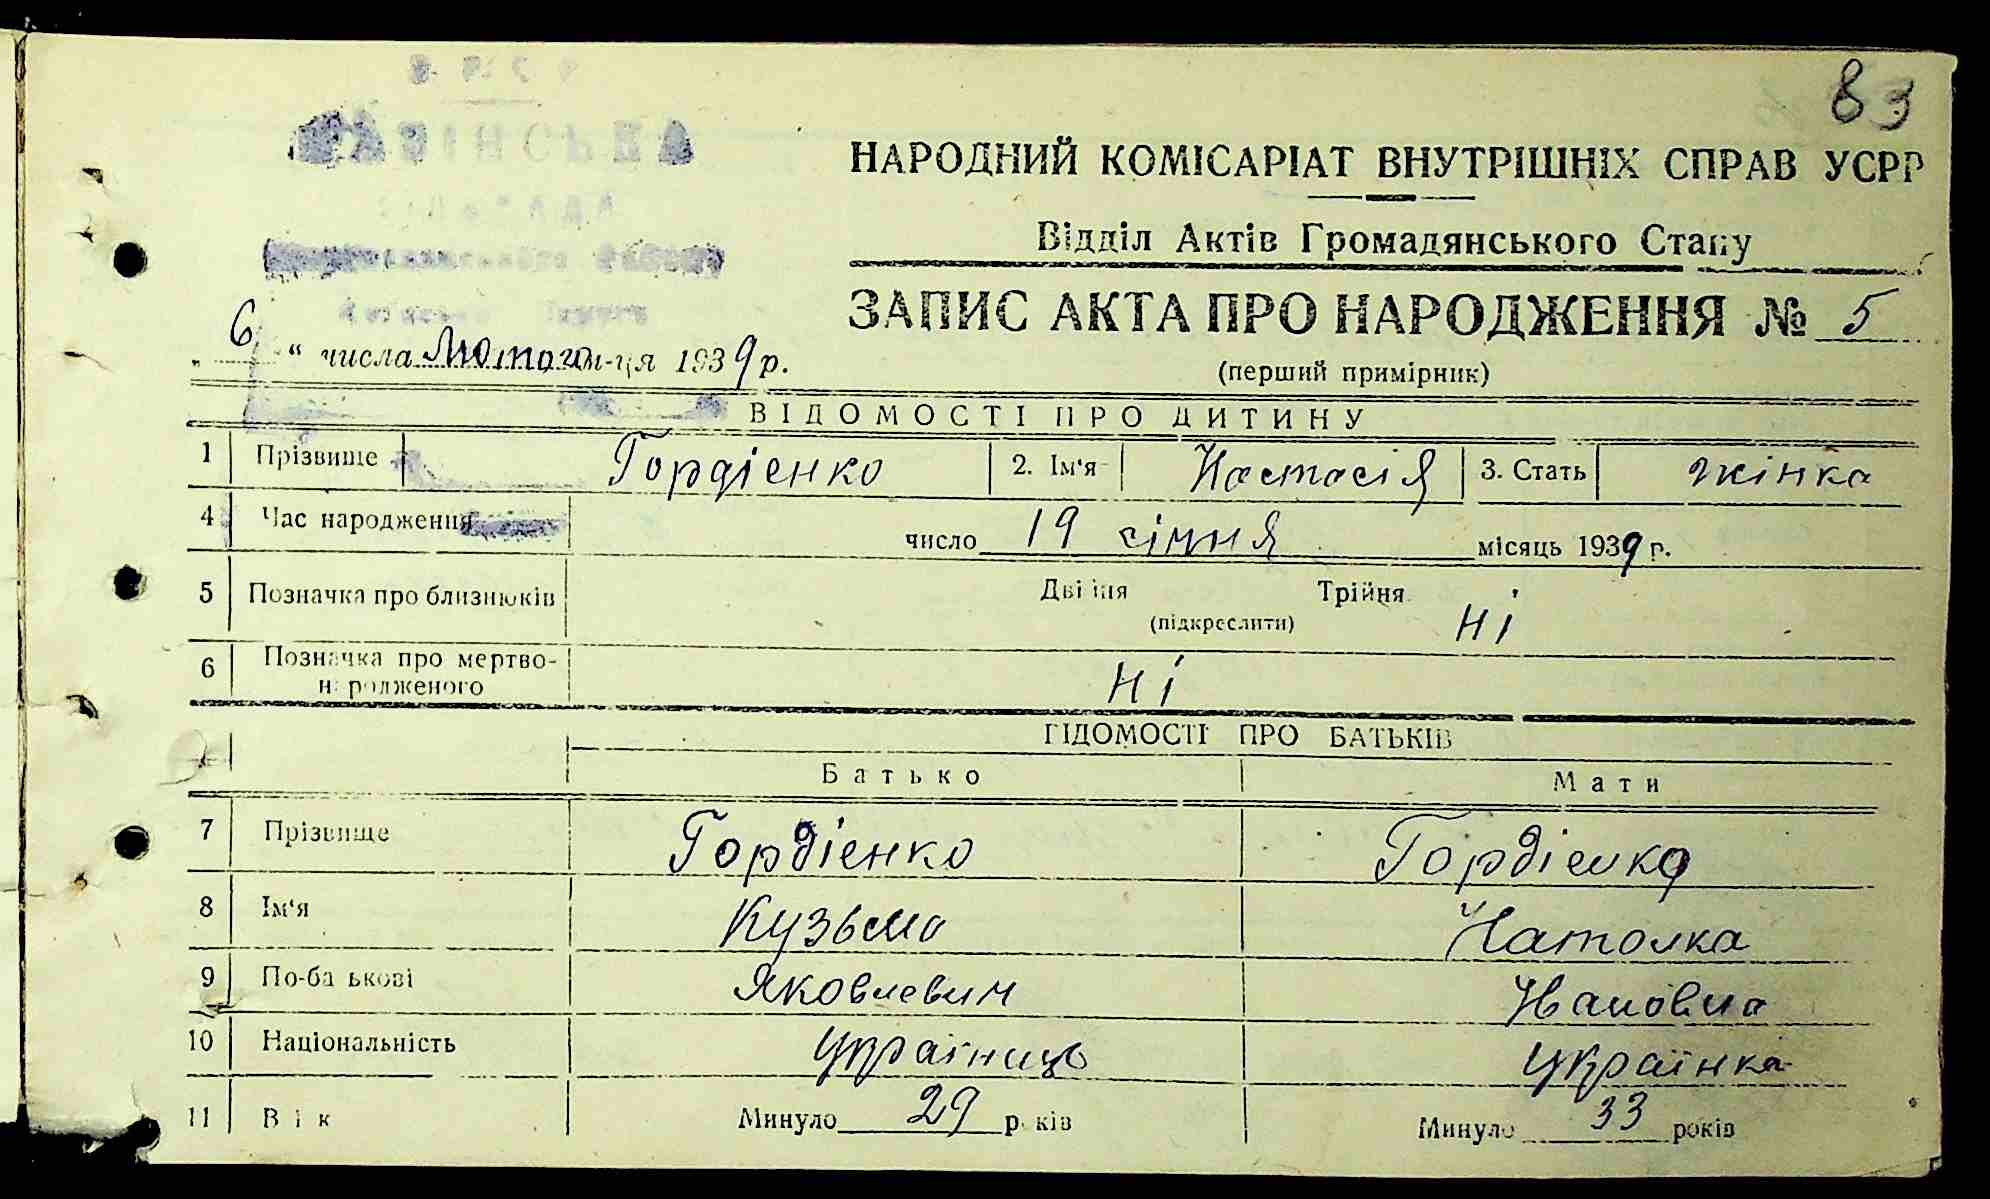 83
НАРОДНИЙ КОМІСАРІАТ ВНУТРІШНІХ СПРАВ УСРР
Відділ Актів Громадянського Стану
ЗАПИС АКТА ПРО НАРОДЖЕННЯ № 5
„ 6 “ числа Лютого м-ця 1939 р.
(перший примірник)
ВІДОМОСТІ ПРО ДИТИНУ
1 Прізвище Гордієнко 2. Ім'я Настасія 3. Стать жінка
4 Час народження число 19 січня місяць 1939 р.
5 Позначка про близнюків Двійня Трійня ні
(підкреслити)
6 Позначка про мертво-
народженого ні
ВІДОМОСТІ ПРО БАТЬКІВ
Батько Мати
7 Прізвище Гордієнко Гордієнко
8 Ім'я Кузьма
9 По-батькові Яковлевич Івановна
10 Національність українець українка
11 Вік Минуло 29 років Минуло 33 років